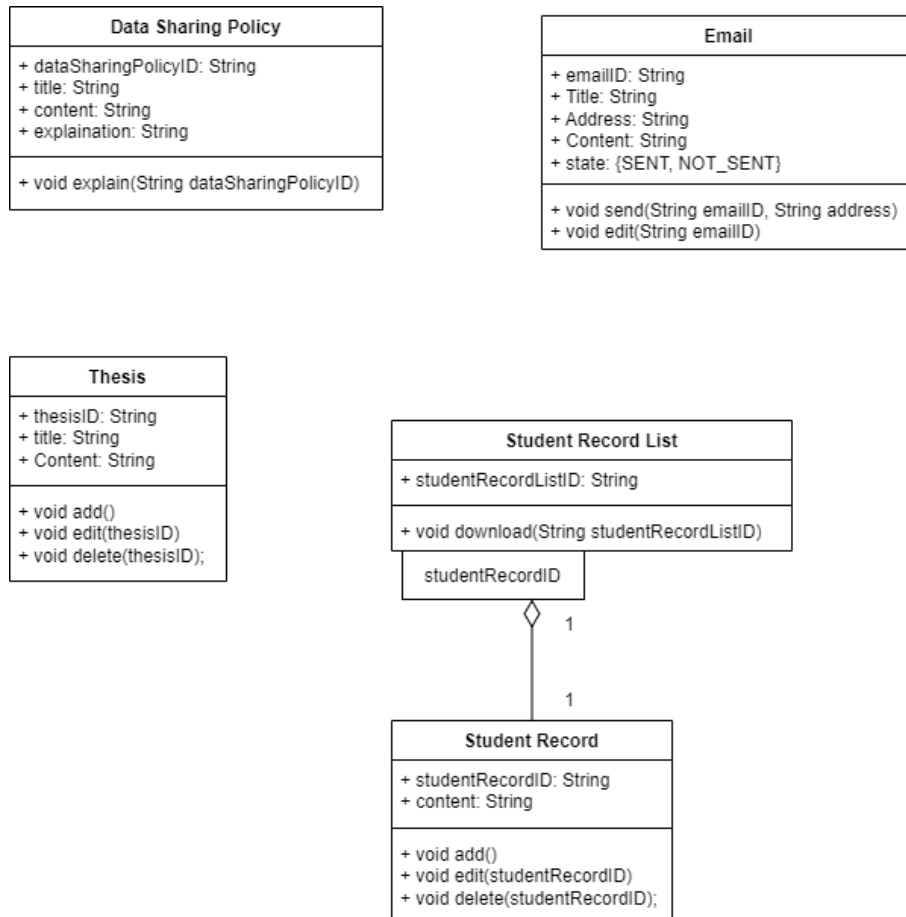 Data Sharing Policy
+ dataSharingPolicyID: String
+ title: String
+ content: String
+ explaination: String
+ void explain(String dataSharingPolicyID)
Email
+ emailID: String
+ Title: String
+ Address: String
+ Content: String
+ state: {SENT, NOT_SENT}
+ void send(String emailID, String address)
+ void edit(String emailID)
Thesis
+ thesisID: String
+ title: String
+ Content: String
+ void add()
+ void edit(thesisID)
+ void delete(thesisID);
Student Record List
+ studentRecordListID: String
+ void download(String studentRecordListID)
studentRecordID
1
1
Student Record
+ studentRecordID: String
+ content: String
+ void add()
+ void edit(studentRecordID)
+ void delete(studentRecordID);